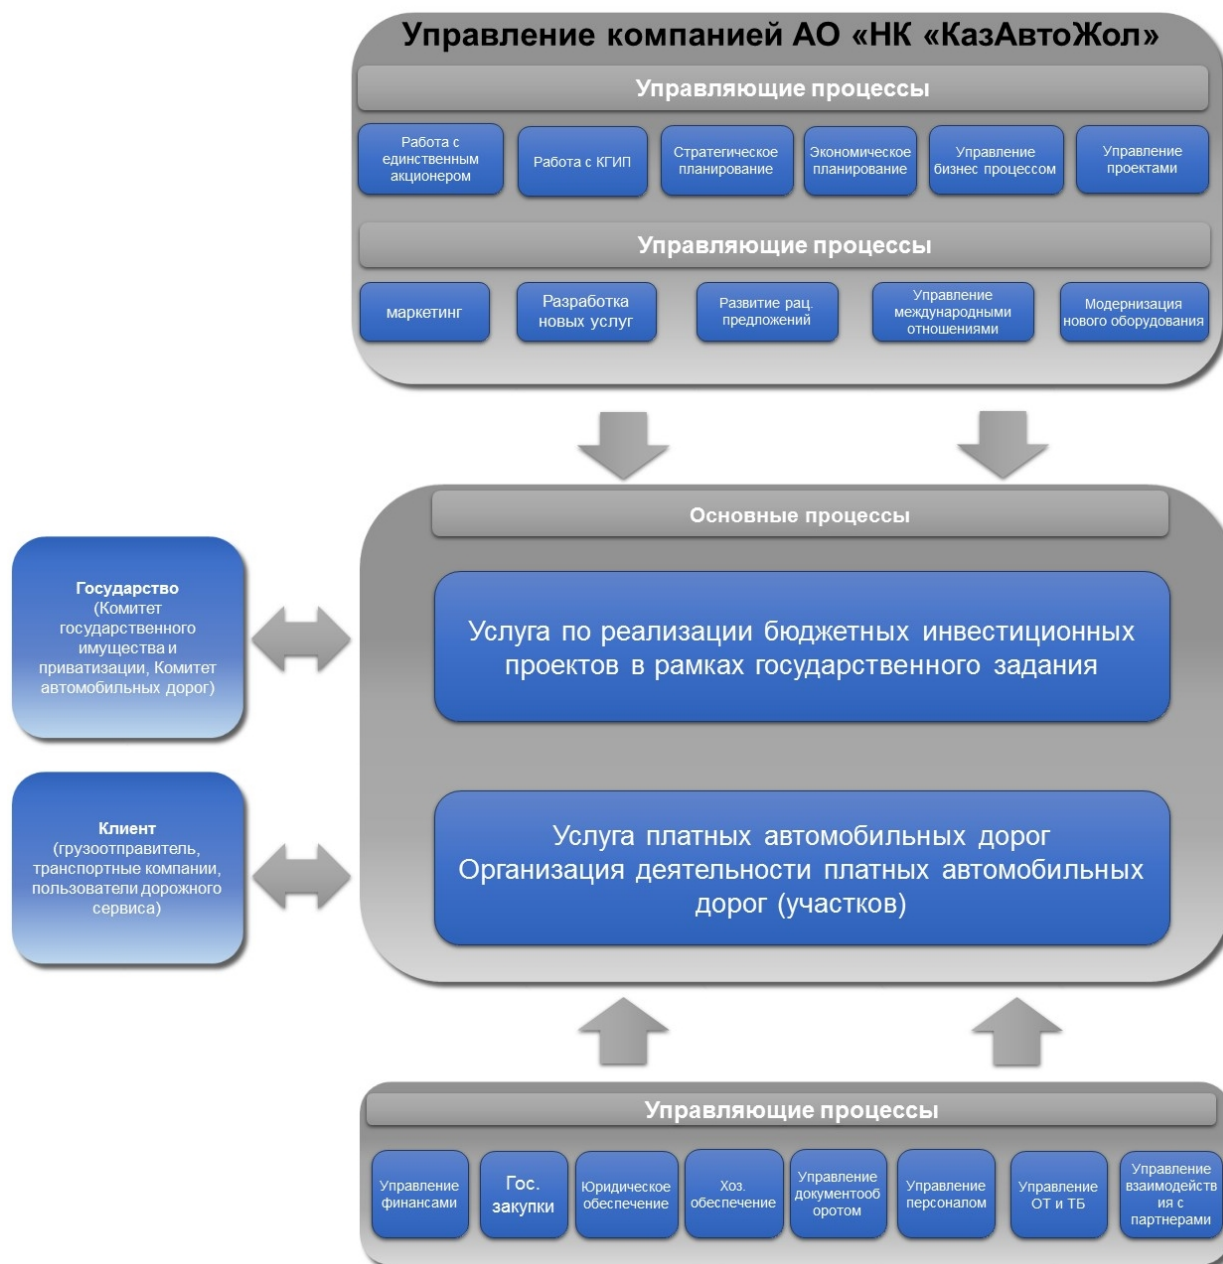 Управление компанией АО «НК «КазАвтоЖол»
Управляющие процессы
Работа с
единственным
акционером
Работа с КГИП
Стратегическое
планирование
Экономическое
планирование
Управление
бизнес процессом
Управление
проектами
Управляющие процессы
маркетинг
Разработка
новых услуг
Развитие рац.
предложений
Управление
международными
отношениями
Модернизация
нового оборудования
Основные процессы
Государство
(Комитет
государственного
имущества и
приватизации, Комитет
автомобильных дорог)
Услуга по реализации бюджетных инвестиционных
проектов в рамках государственного задания
Клиент
(грузоотправитель,
транспортные компании,
пользователи дорожного
сервиса)
Услуга платных автомобильных дорог
Организация деятельности платных автомобильных
дорог (участков)
Управляющие процессы
Управление
финансами
Гос.
закупки
Юридическое
обеспечение
Хоз.
обеспечение
Управление
документооб
оротом
Управление
персоналом
Управление
ОТ и ТБ
Управление
взаимодейств
ия с
партнерами